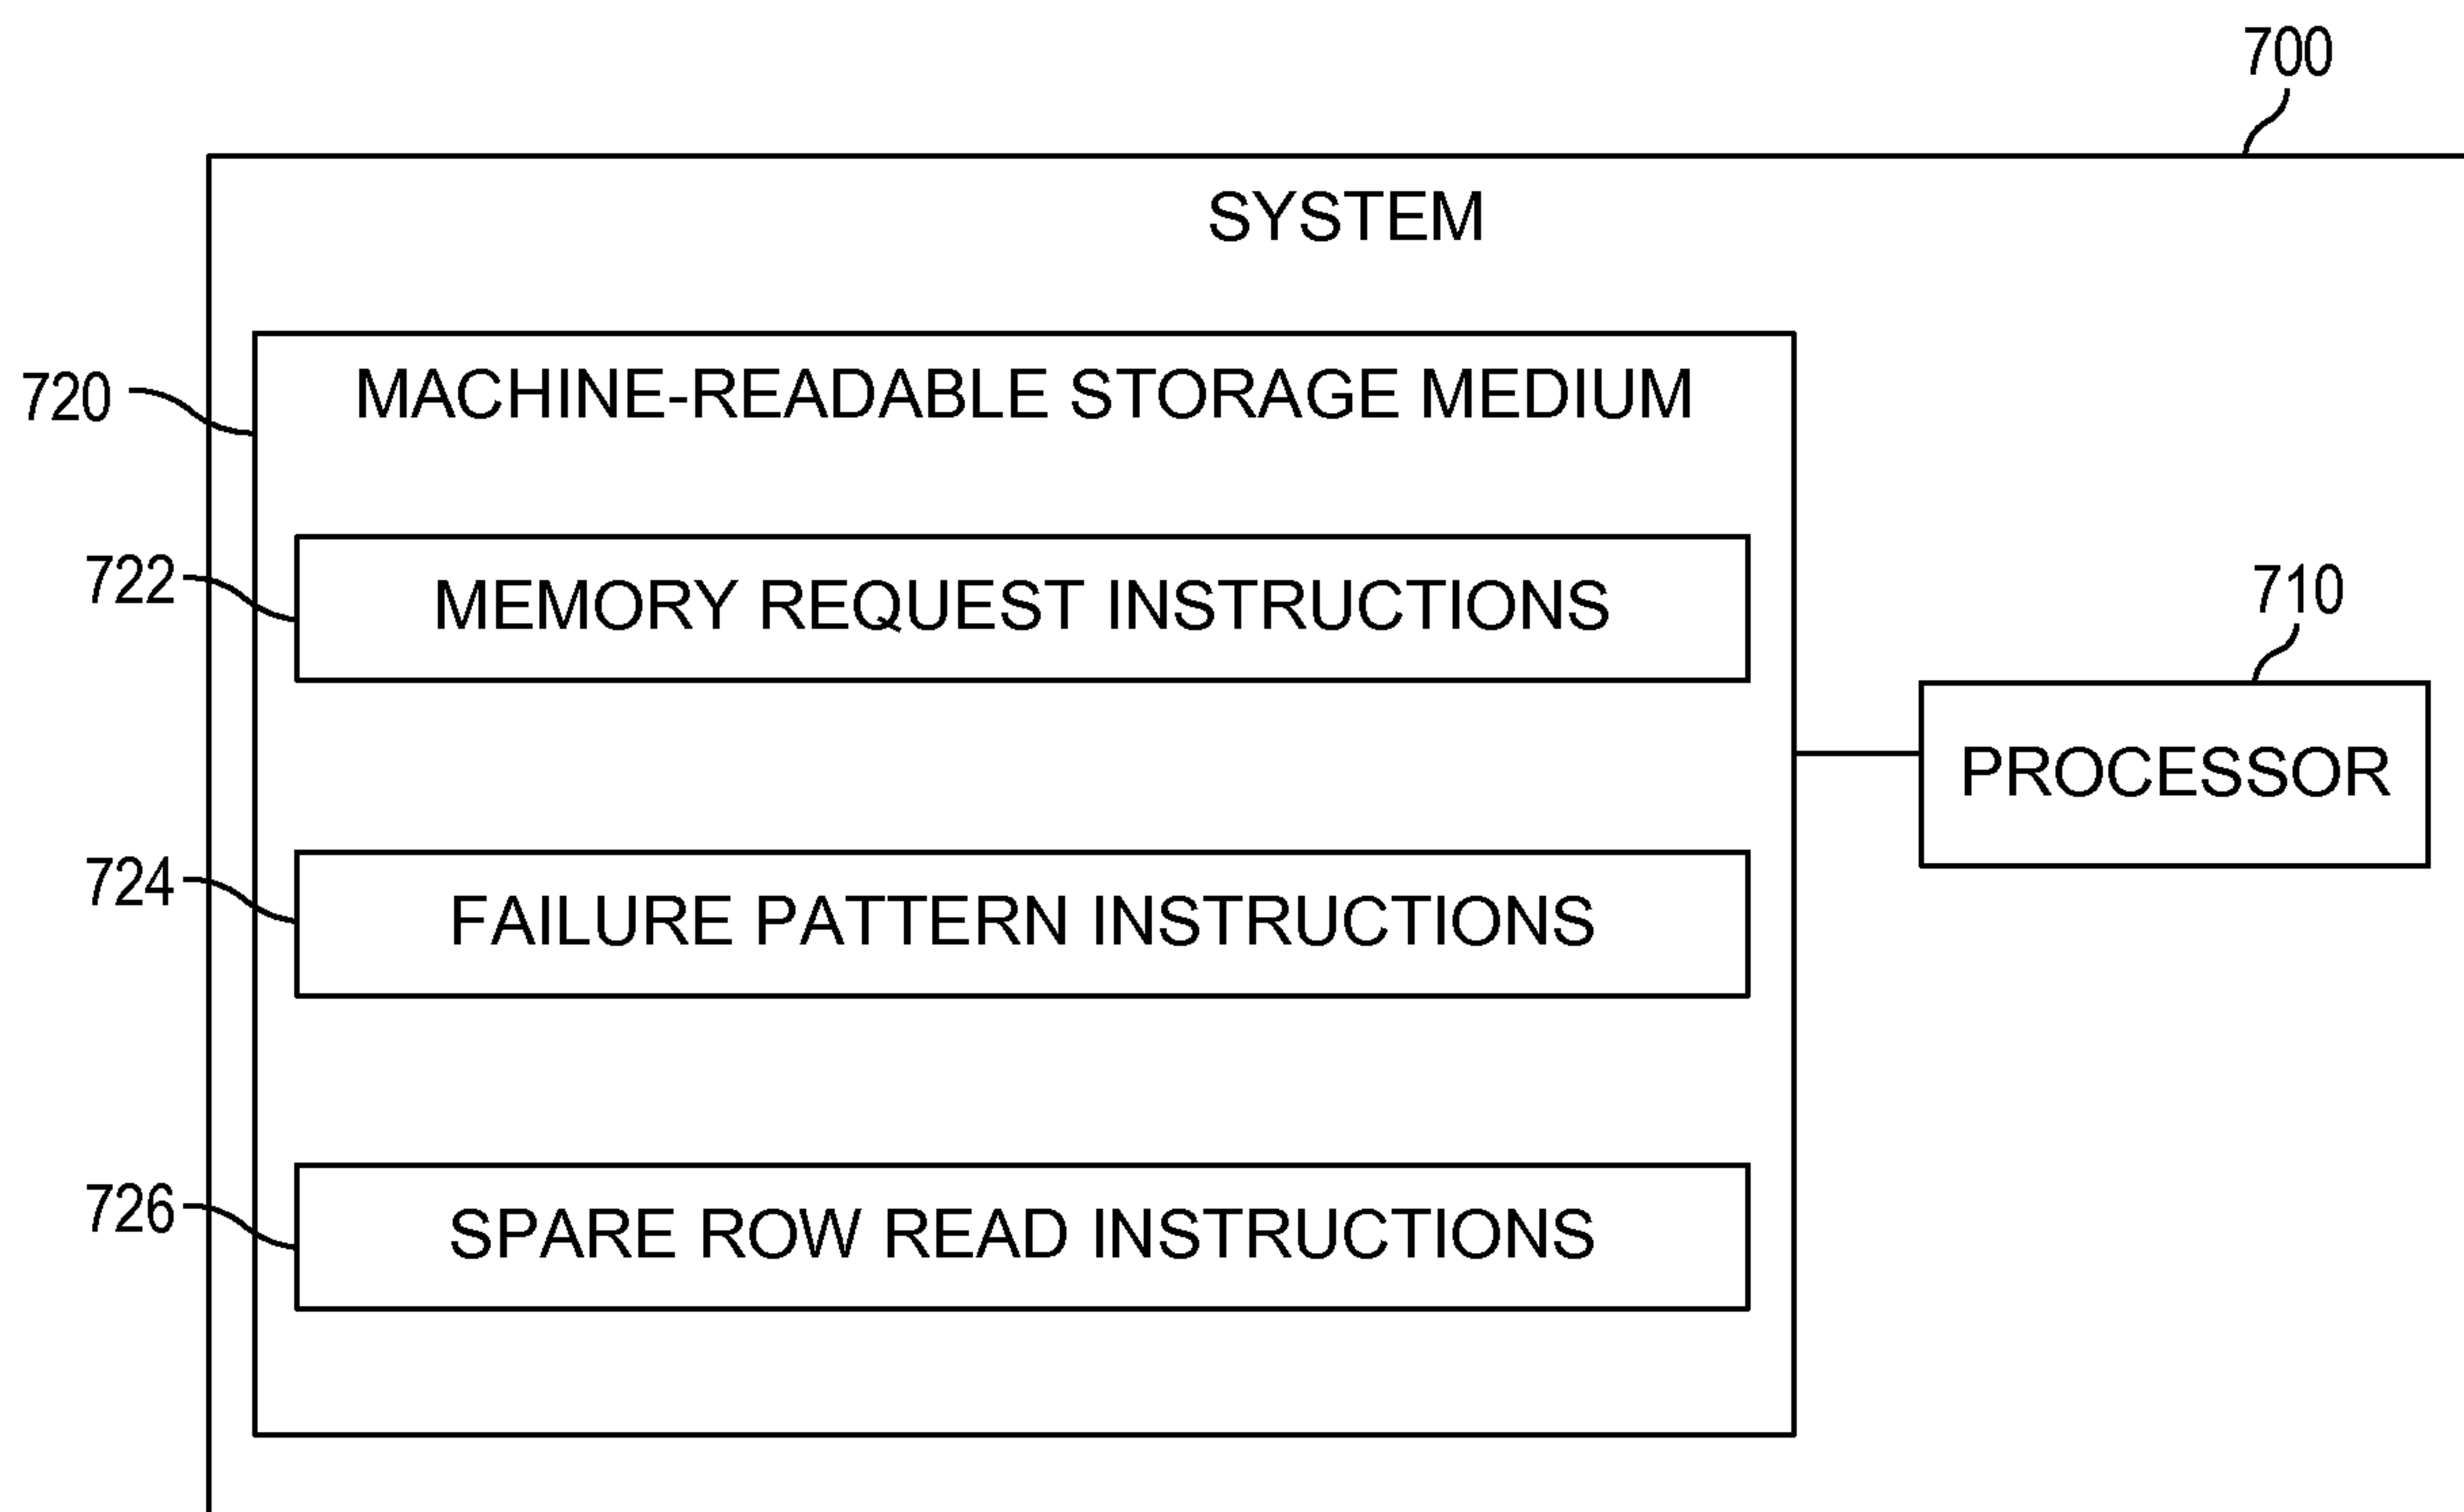 700
SYSTEM
720
MACHINE-READABLE STORAGE MEDIUM
722
MEMORY REQUEST INSTRUCTIONS
710
PROCESSOR
724
FAILURE PATTERN INSTRUCTIONS
726
SPARE ROW READ INSTRUCTIONS